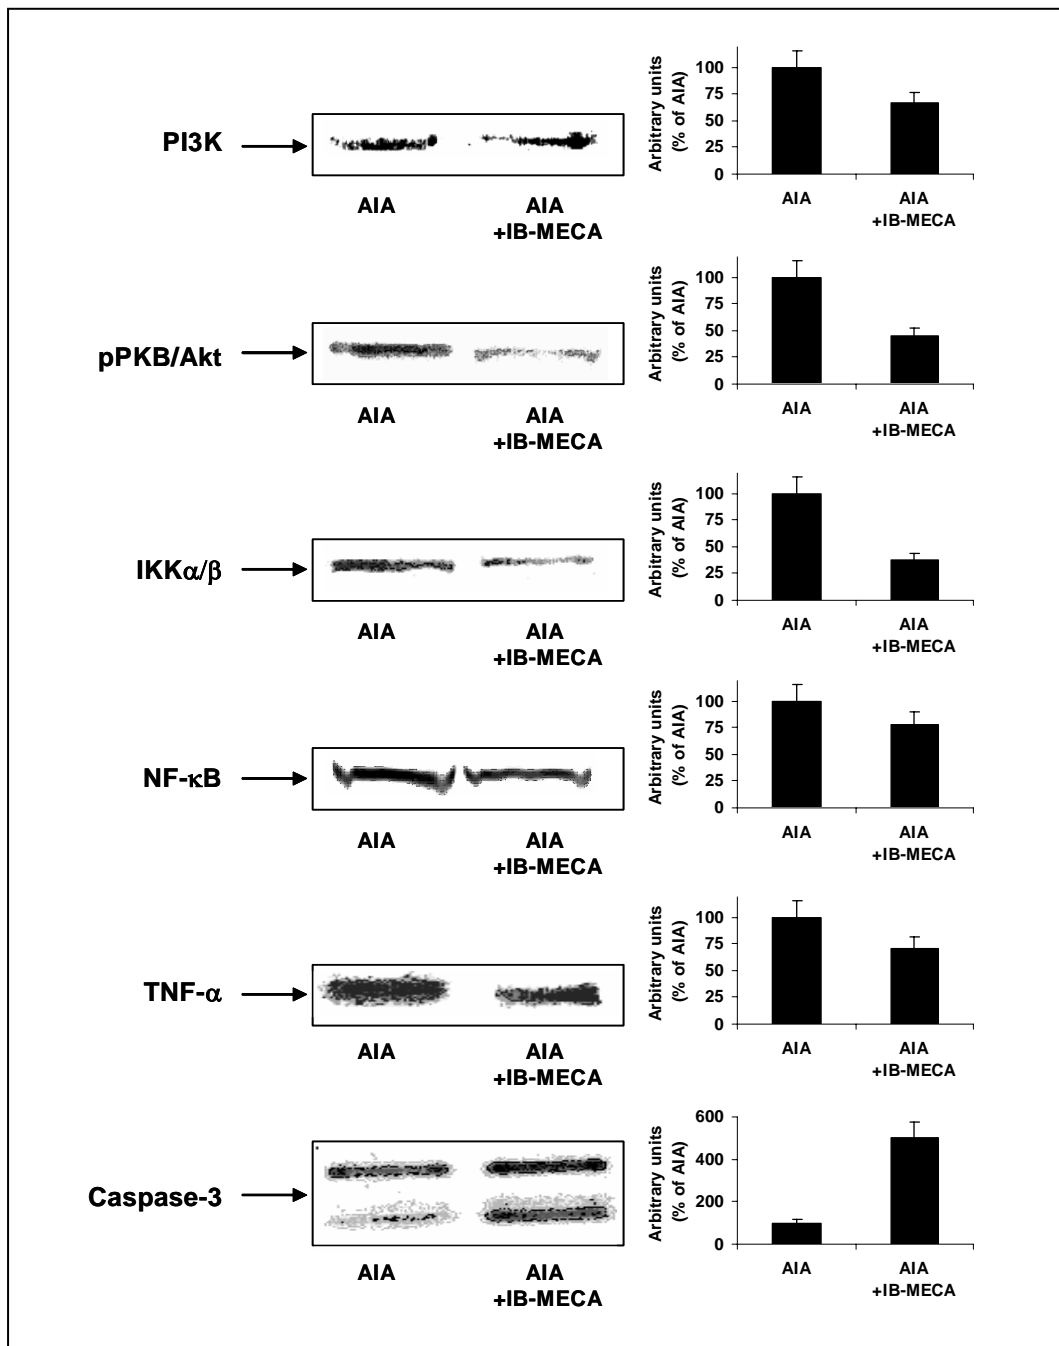 PI3K
AIA
AIA
+IB-MECA
Arbitrary units
(% of AIA)
100
75
50
25
0
AIA
AIA
+IB-MECA
pPKB/Akt
AIA
AIA
+IB-MECA
Arbitrary units
(% of AIA)
100
75
50
25
0
AIA
AIA
+IB-MECA
IKKα/β
AIA
AIA
+IB-MECA
Arbitrary units
(% of AIA)
100
75
50
25
0
AIA
AIA
+IB-MECA
NF-κB
AIA
AIA
+IB-MECA
Arbitrary units
(% of AIA)
100
75
50
25
0
AIA
AIA
+IB-MECA
TNF-α
AIA
AIA
+IB-MECA
Arbitrary units
(% of AIA)
100
75
50
25
0
AIA
AIA
+IB-MECA
Caspase-3
AIA
AIA
+IB-MECA
Arbitrary units
(% of AIA)
600
400
200
0
AIA
AIA
+IB-MECA